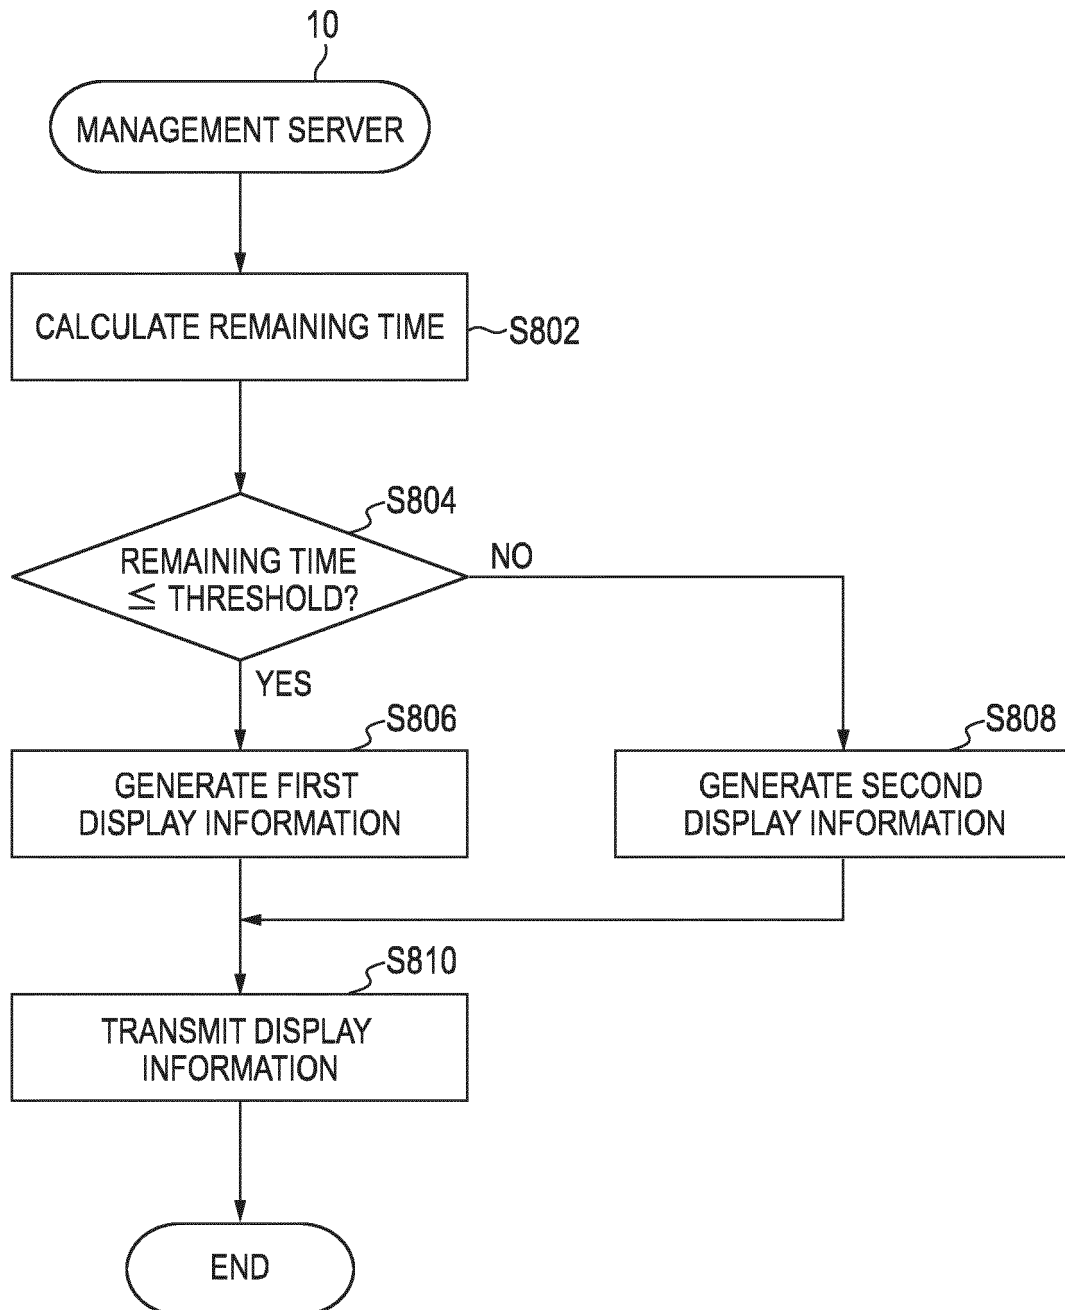 10
MANAGEMENT SERVER
CALCULATE REMAINING TIME
S802
S804
REMAINING TIME
≦ THRESHOLD?
NO
YES
S806
GENERATE FIRST
DISPLAY INFORMATION
S808
GENERATE SECOND
DISPLAY INFORMATION
S810
TRANSMIT DISPLAY
INFORMATION
END